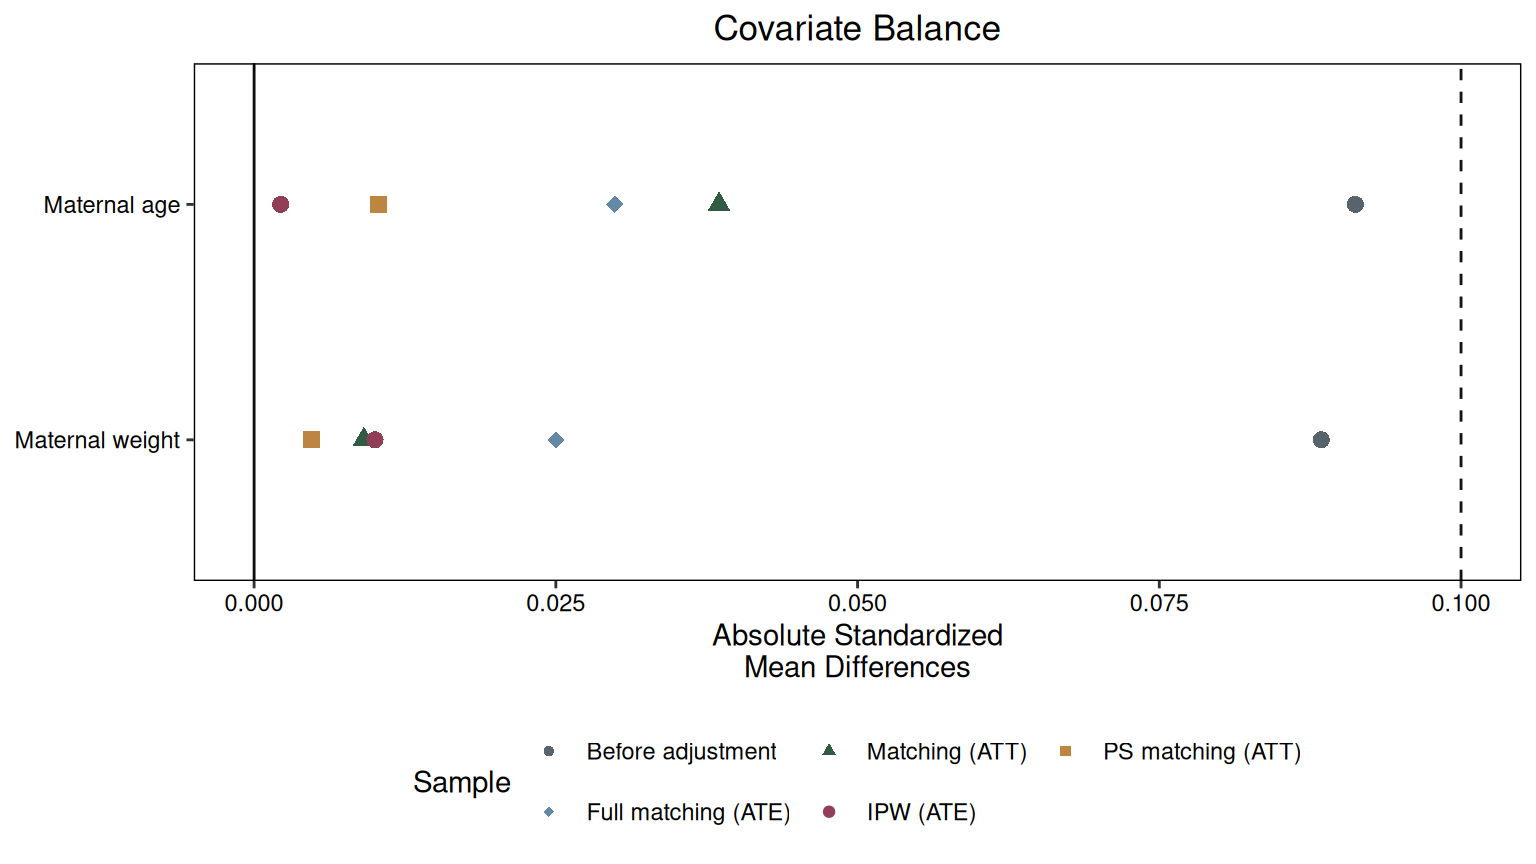 Covariate Balance
Maternal age
Maternal weight
0.000 0.025 0.050 0.075 0.100
Absolute Standardized
Mean Differences
Sample
Before adjustment Matching (ATT) PS matching (ATT)
Full matching (ATE) IPW (ATE)